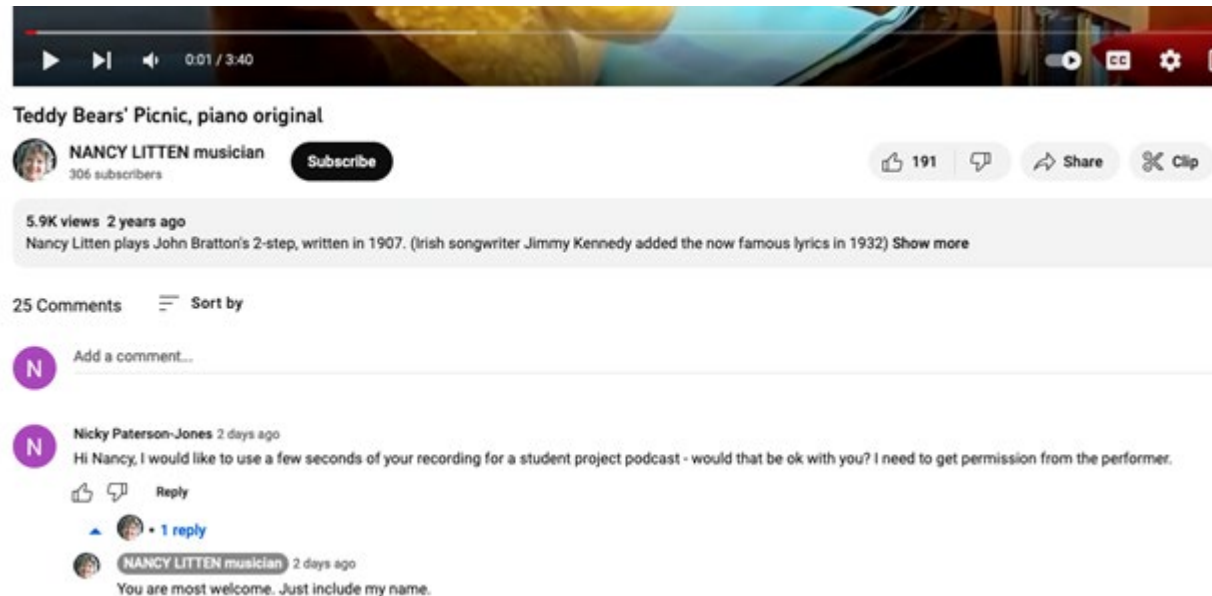 0:01 / 3:40
CC
Teddy Bears' Picnic, piano original
NANCY LITTEN musician
306 subscribers
Subscribe
191
Share
Clip
5.9K views 2 years ago
Nancy Litten plays John Bratton's 2-step, written in 1907. (Irish songwriter Jimmy Kennedy added the now famous lyrics in 1932) Show more
25 Comments
Sort by
N
Add a comment...
N
Nicky Paterson-Jones 2 days ago
Hi Nancy, I would like to use a few seconds of your recording for a student project podcast - would that be ok with you? I need to get permission from the performer.
Reply
• 1 reply
NANCY LITTEN musician 2 days ago
You are most welcome. Just include my name.